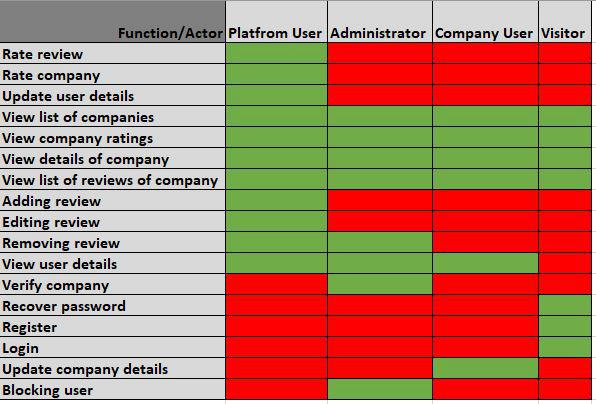 Function/Actor Platfrom User Administrator Company User Visitor
Rate review
Rate company
Update user details
View list of companies
View company ratings
View details of company
View list of reviews of company
Adding review
Editing review
Removing review
View user details
Verify company
Recover password
Register
Login
Update company details
Blocking user